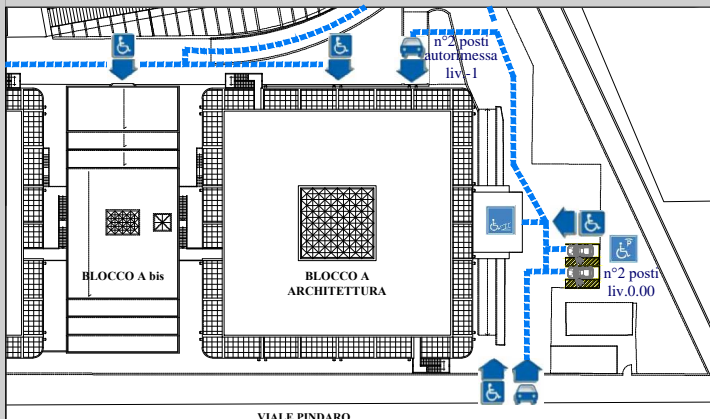 n°2 posti
autorimessa
liv.-1
BLOCCO A bis
BLOCCO A
ARCHITETTURA
P
n°2 posti
liv.0.00
VIALE PINDARO